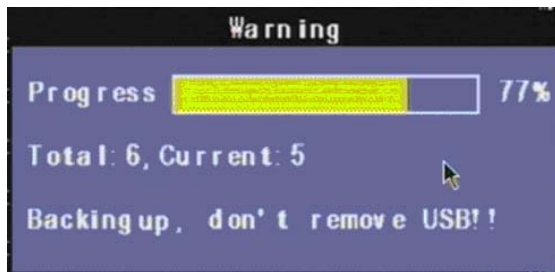 Warning
Progress 77%
Total: 6, Current: 5
Backing up, don't remove USB!!